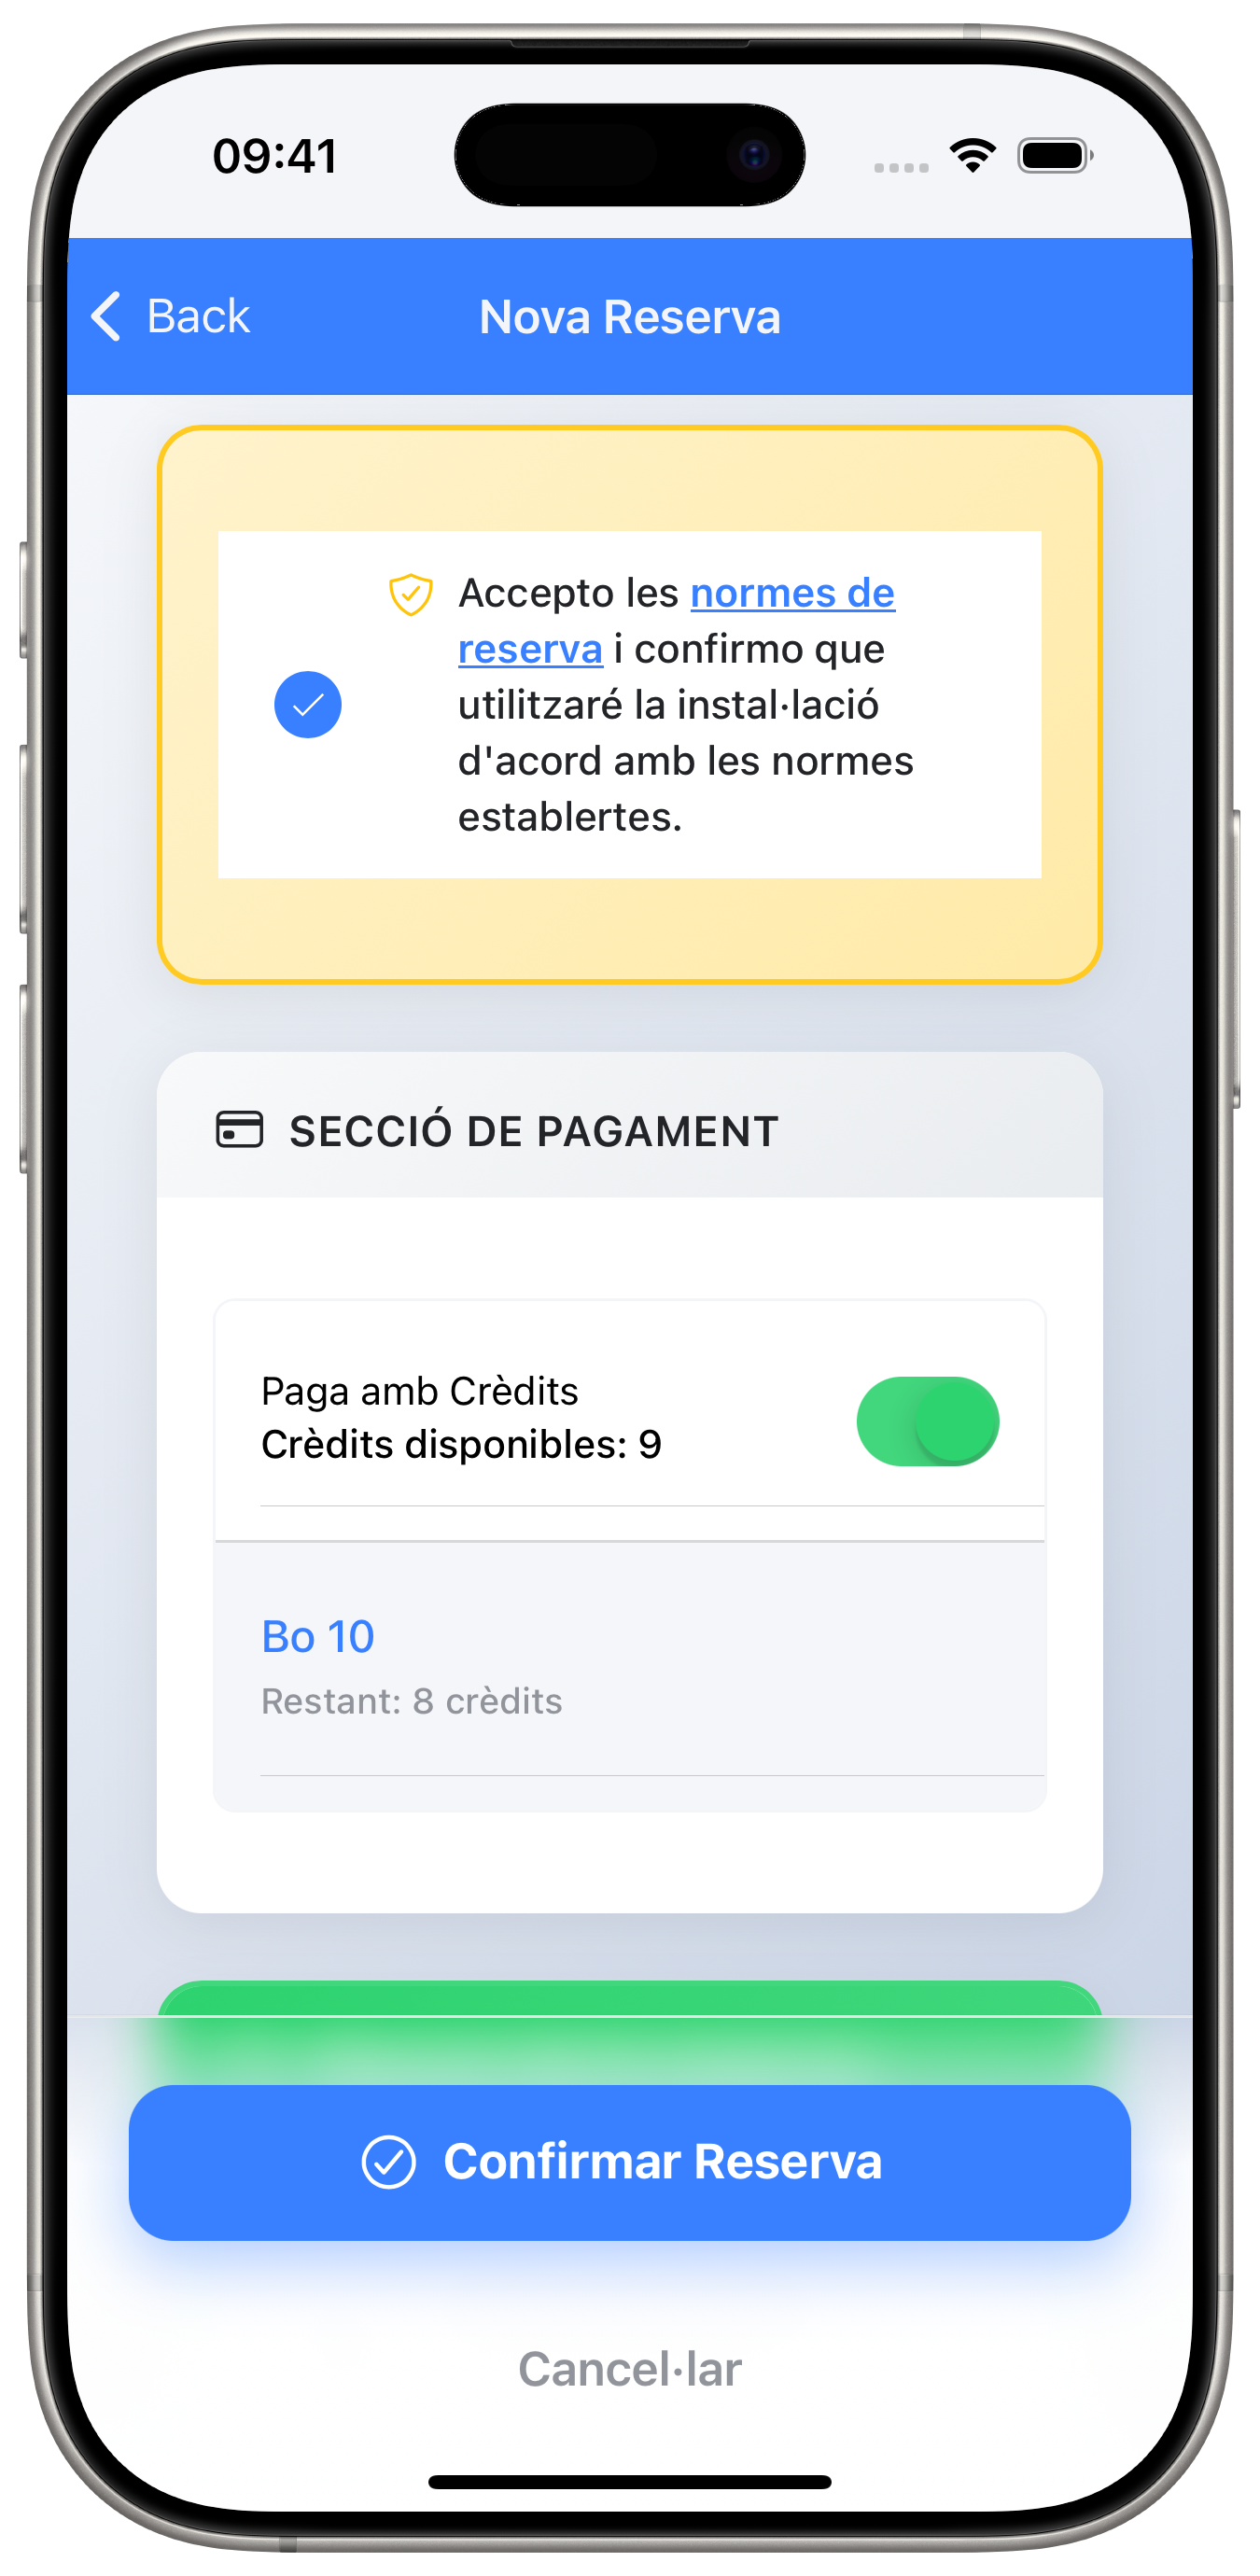 09:41
Back
Nova Reserva
Accepto les normes de
reserva i confirmo que
utilitzaré la instal·lació
d'acord amb les normes
establertes.
SECCIÓ DE PAGAMENT
Paga amb Crèdits
Crèdits disponibles: 9
Bo 10
Restant: 8 crèdits
Confirmar Reserva
Cancel·lar